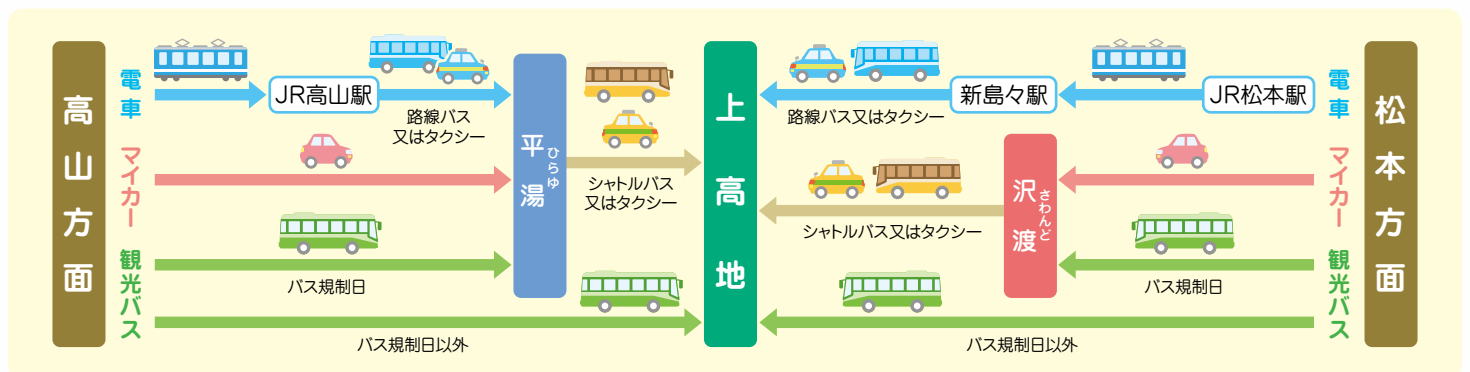 高山方面
電車
JR高山駅
路線バス
又はタクシー
マイカー
観光バス
バス規制日
バス規制日以外
平湯
ひらゆ
シャトルバス
又はタクシー
上高地
路線バス又はタクシー
新島々駅
JR松本駅
シャトルバス又はタクシー
沢渡
さわんど
バス規制日
バス規制日以外
電車
マイカー
観光バス
松本方面